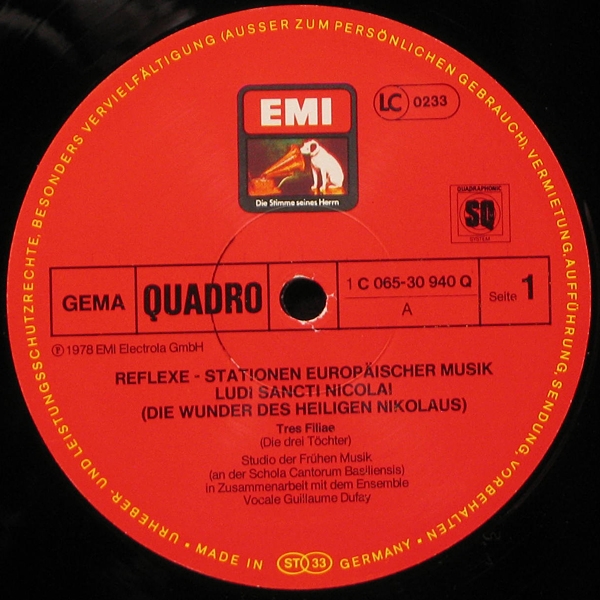 URHEBER- UND LEISTUNGSSCHUTZRECHTE, BESONDERS VERVIELFÄLTIGUNG (AUSSER ZUM PERSÖNLICHEN GEBRAUCH), VERMIETUNG, AUFFÜHRUNG, SENDUNG, VORBEHALTEN •
EMI
Die Stimme seines Herrn
LC 0233
QUADRAPHONIC
SQ
SYSTEM
GEMA
QUADRO
1 C 065-30 940 Q
A
Seite 1
℗ 1978 EMI Electrola GmbH
REFLEXE - STATIONEN EUROPÄISCHER MUSIK
LUDI SANCTI NICOLAI
(DIE WUNDER DES HEILIGEN NIKOLAUS)
Tres Filiae
(Die drei Töchter)
Studio der Frühen Musik
(an der Schola Cantorum Basiliensis)
in Zusammenarbeit mit dem Ensemble
Vocale Guillaume Dufay
• MADE IN ST 33 GERMANY •